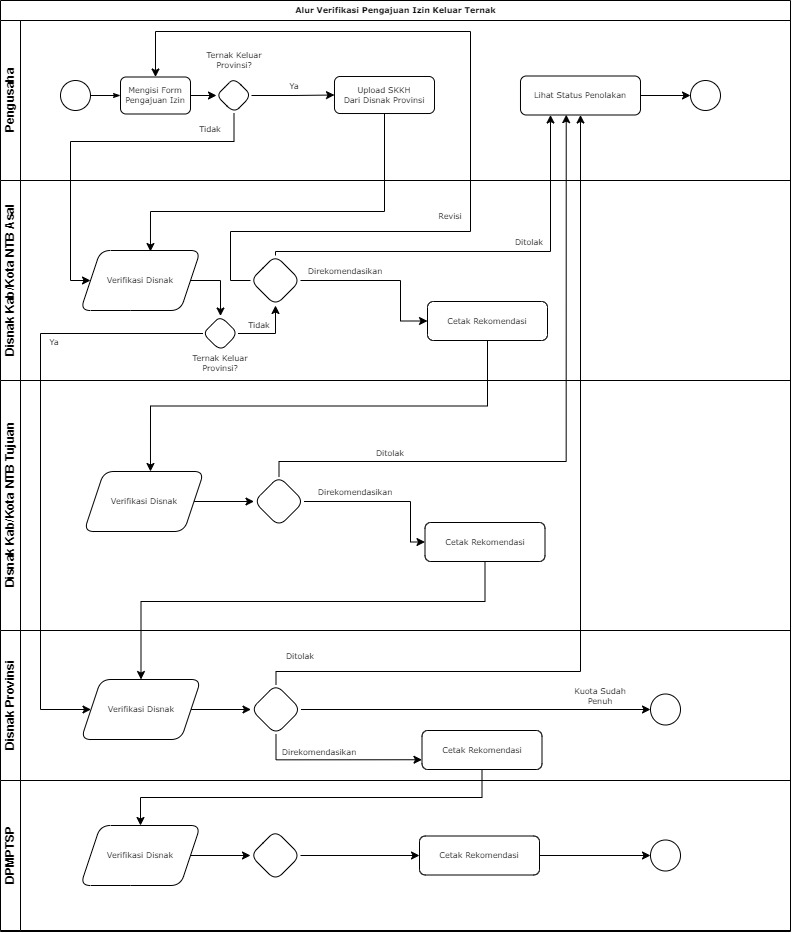 Alur Verifikasi Pengajuan Izin Keluar Ternak
Pengusaha
Mengisi Form
Pengajuan Izin
Ternak Keluar
Provinsi?
Ya
Upload SKKH
Dari Disnak Provinsi
Lihat Status Penolakan
Tidak
Disnak Kab/Kota NTB Asal
Revisi
Ditolak
Verifikasi Disnak
Direkomendasikan
Cetak Rekomendasi
Tidak
Ya
Ternak Keluar
Provinsi?
Disnak Kab/Kota NTB Tujuan
Ditolak
Verifikasi Disnak
Direkomendasikan
Cetak Rekomendasi
Disnak Provinsi
Ditolak
Verifikasi Disnak
Kuota Sudah
Penuh
Direkomendasikan
Cetak Rekomendasi
DPMPTSP
Verifikasi Disnak
Cetak Rekomendasi